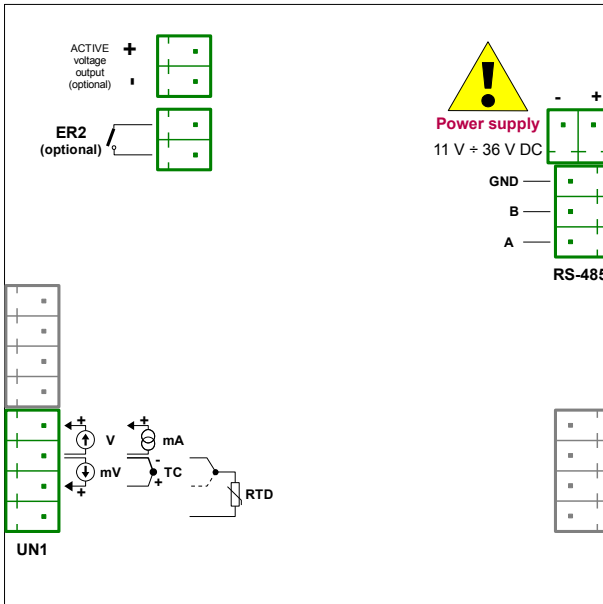 ACTIVE
voltage
output
(optional)
+
-
ER2
(optional)
!
Power supply
11 V ÷ 36 V DC
- +
GND
B
A
RS-485
+
V
+
mA
mV
+
-
TC
+
RTD
UN1